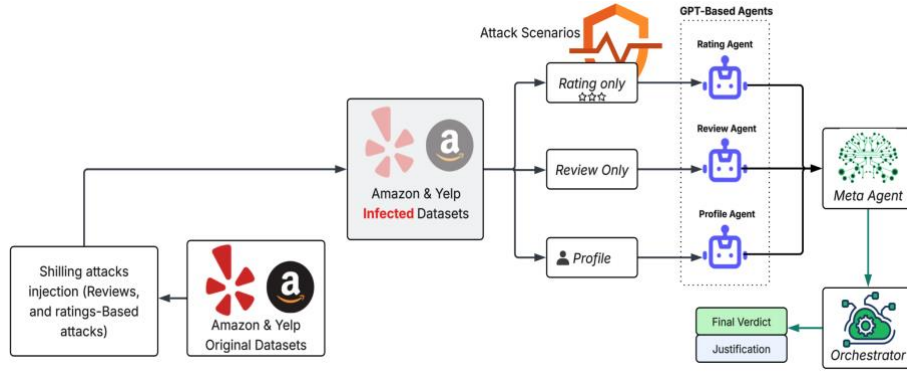 GPT-Based Agents
Attack Scenarios
Rating Agent
Rating only
Review Agent
a
Amazon & Yelp
Infected Datasets
Review Only
Meta Agent
Profile Agent
Profile
Shilling attacks
injection (Reviews,
and ratings-Based
attacks)
a
Amazon & Yelp
Original Datasets
Final Verdict
Justification
Orchestrator